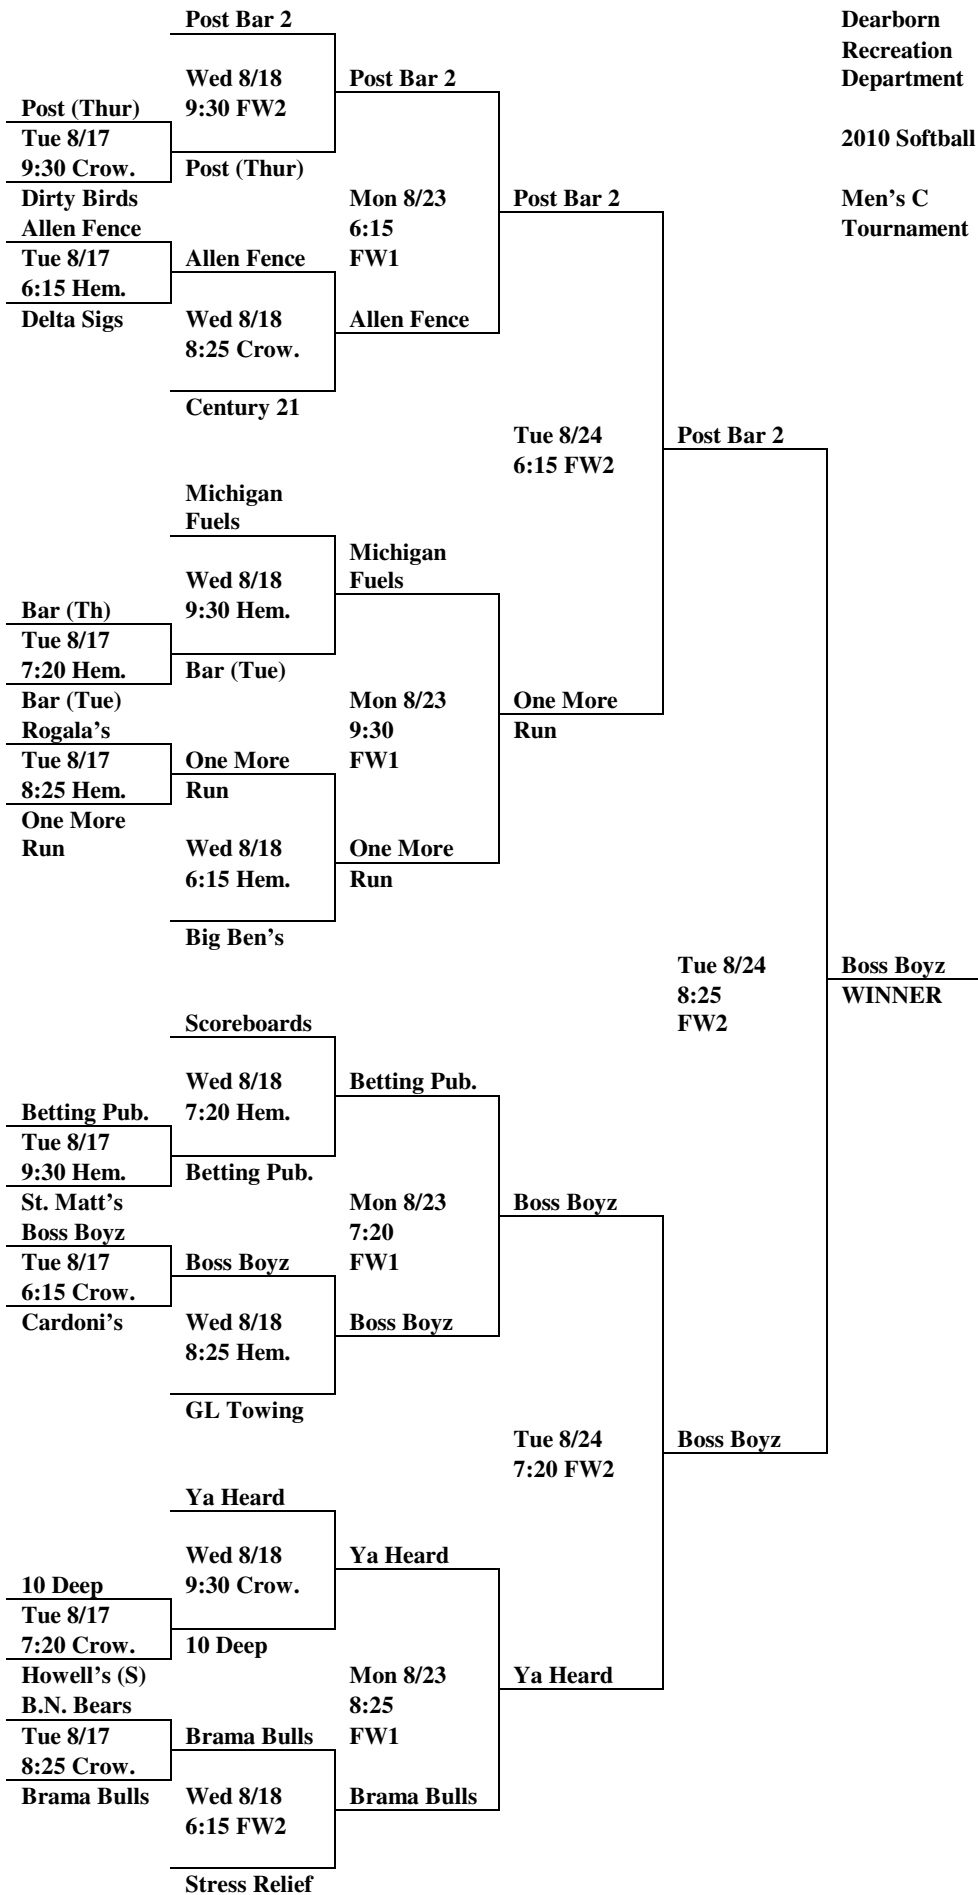 Post Bar 2
Dearborn
Recreation
Department
2010 Softball
Men’s C
Tournament
Wed 8/18
9:30 FW2
Post Bar 2
Post (Thur)
Tue 8/17
9:30 Crow.
Post (Thur)
Dirty Birds
Mon 8/23
6:15
FW1
Post Bar 2
Allen Fence
Tue 8/17
6:15 Hem.
Allen Fence
Delta Sigs
Wed 8/18
8:25 Crow.
Allen Fence
Century 21
Tue 8/24
6:15 FW2
Post Bar 2
Michigan
Fuels
Wed 8/18
9:30 Hem.
Michigan
Fuels
Bar (Th)
Tue 8/17
7:20 Hem.
Bar (Tue)
Bar (Tue)
Mon 8/23
9:30
FW1
One More
Run
Rogala’s
Tue 8/17
8:25 Hem.
One More
Run
One More
Run
Wed 8/18
6:15 Hem.
One More
Run
Big Ben’s
Tue 8/24
8:25
FW2
Boss Boyz
WINNER
Scoreboards
Wed 8/18
7:20 Hem.
Betting Pub.
Betting Pub.
Tue 8/17
9:30 Hem.
Betting Pub.
St. Matt’s
Mon 8/23
7:20
FW1
Boss Boyz
Boss Boyz
Tue 8/17
6:15 Crow.
Boss Boyz
Cardoni’s
Wed 8/18
8:25 Hem.
Boss Boyz
GL Towing
Tue 8/24
7:20 FW2
Boss Boyz
Ya Heard
Wed 8/18
9:30 Crow.
Ya Heard
10 Deep
Tue 8/17
7:20 Crow.
10 Deep
Howell’s (S)
Mon 8/23
8:25
FW1
Ya Heard
B.N. Bears
Tue 8/17
8:25 Crow.
Brama Bulls
Brama Bulls
Wed 8/18
6:15 FW2
Brama Bulls
Stress Relief